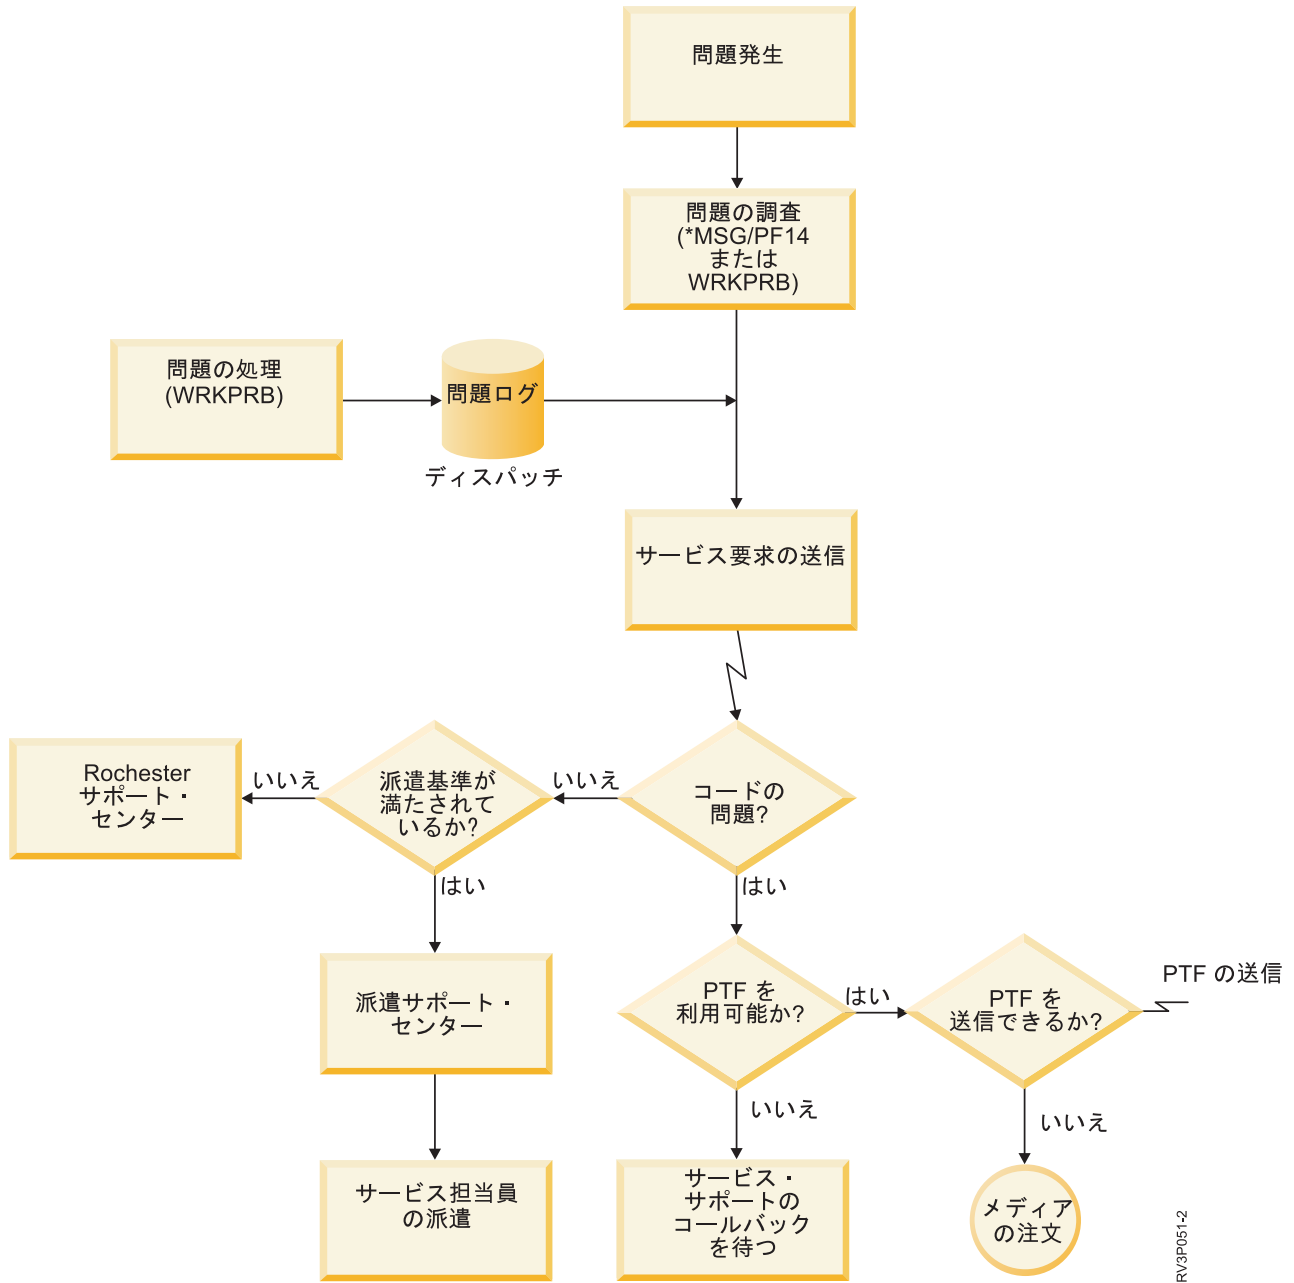 問題発生
問題の調査
(*MSG/PF14
または
WRKPRB)
問題の処理
(WRKPRB)
問題ログ
ディスパッチ
サービス要求の送信
Rochester
サポート・
センター
いいえ
派遣基準が
満たされて
いるか?
いいえ
コードの
問題?
はい
はい
派遣サポート・
センター
PTF を
利用可能か?
はい
PTF を
送信できるか?
PTF の送信
いいえ
いいえ
サービス担当員
の派遣
サービス・
サポートの
コールバック
を待つ
メディア
の注文
RV3P051-2